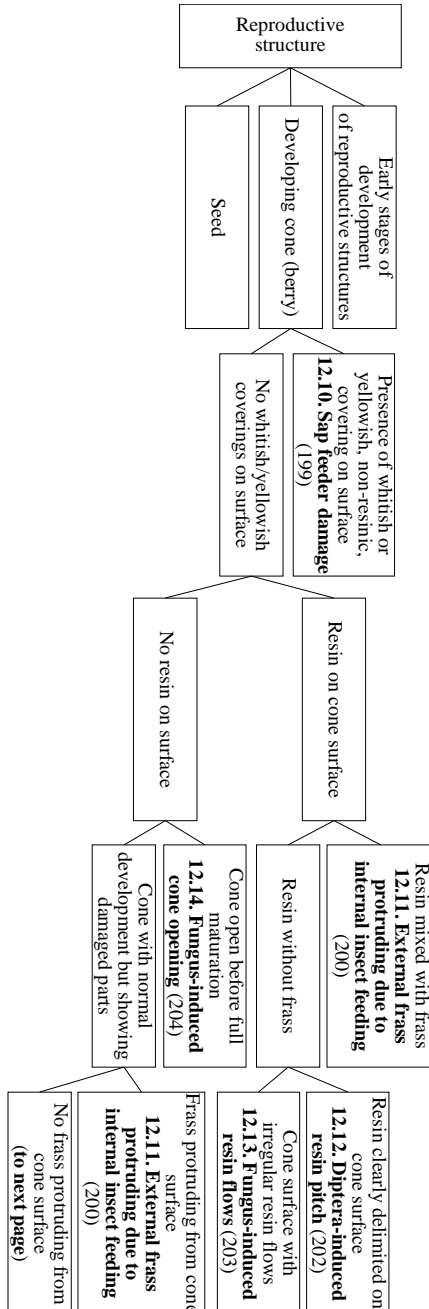 Reproductive
structure
Early stages of
development
of reproductive structures
Developing cone (berry)
Seed
Presence of whitish or
yellowish, non-resinic,
covering on surface
12.10. Sap feeder damage
(199)
No whitish/yellowish
coverings on surface
Resin on cone surface
No resin on surface
Resin mixed with frass
12.11. External frass
protruding due to
internal insect feeding
(200)
Resin without frass
Cone open before full
maturation
12.14. Fungus-induced
cone opening (204)
Cone with normal
development but showing
damaged parts
Resin clearly delimited on
cone surface
12.12. Diptera-induced
resin pitch (202)
Cone surface with
irregular resin flows
12.13. Fungus-induced
resin flows (203)
Frass protruding from cone
surface
12.11. External frass
protruding due to
internal insect feeding
(200)
No frass protruding from
cone surface
(to next page)